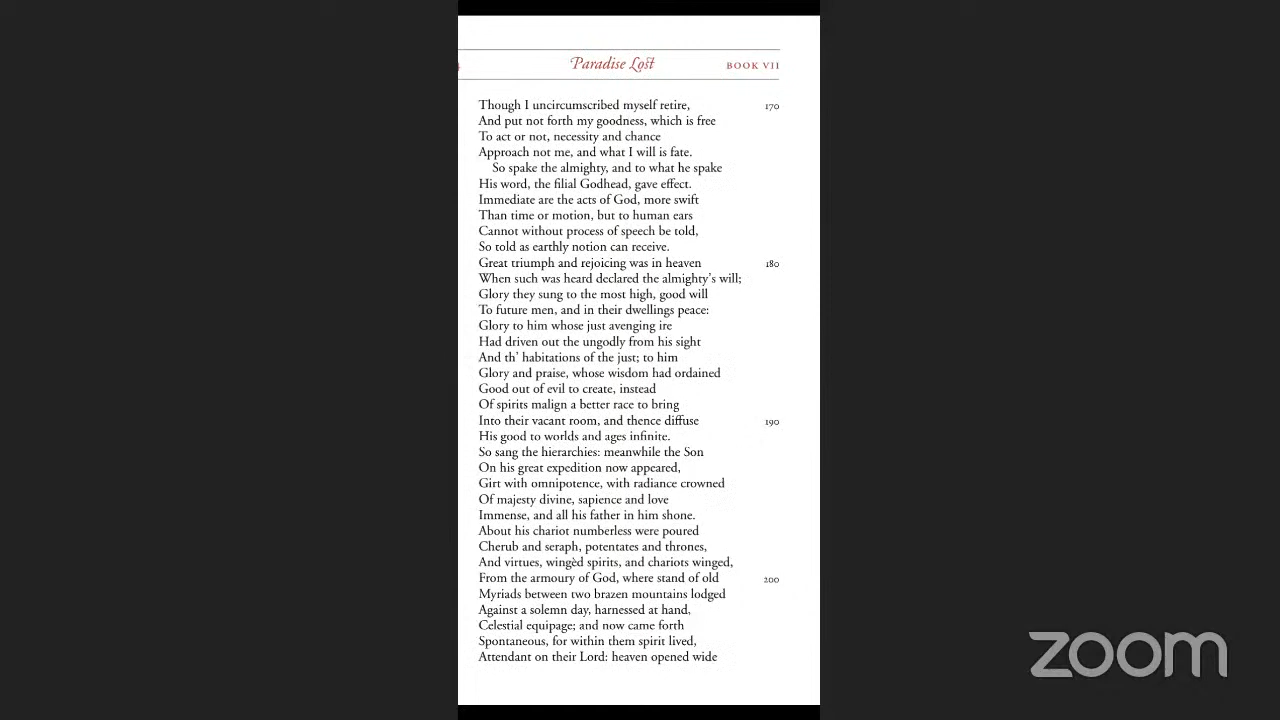 Paradise Lost BOOK VII
Though I uncircumscribed myself retire, 170
And put not forth my goodness, which is free
To act or not, necessity and chance
Approach not me, and what I will is fate.
So spake the almighty, and to what he spake
His word, the filial Godhead, gave effect.
Immediate are the acts of God, more swift
Than time or motion, but to human ears
Cannot without process of speech be told,
So told as earthly notion can receive.
Great triumph and rejoicing was in heaven 180
When such was heard declared the almighty's will;
Glory they sung to the most high, good will
To future men, and in their dwellings peace:
Glory to him whose just avenging ire
Had driven out the ungodly from his sight
And th' habitations of the just; to him
Glory and praise, whose wisdom had ordained
Good out of evil to create, instead
Of spirits malign a better race to bring
Into their vacant room, and thence diffuse 190
His good to worlds and ages infinite.
So sang the hierarchies: meanwhile the Son
On his great expedition now appeared,
Girt with omnipotence, with radiance crowned
Of majesty divine, sapience and love
Immense, and all his father in him shone.
About his chariot numberless were poured
Cherub and seraph, potentates and thrones,
And virtues, wingèd spirits, and chariots winged,
From the armoury of God, where stand of old 200
Myriads between two brazen mountains lodged
Against a solemn day, harnessed at hand,
Celestial equipage; and now came forth
Spontaneous, for within them spirit lived,
Attendant on their Lord: heaven opened wide
zoom